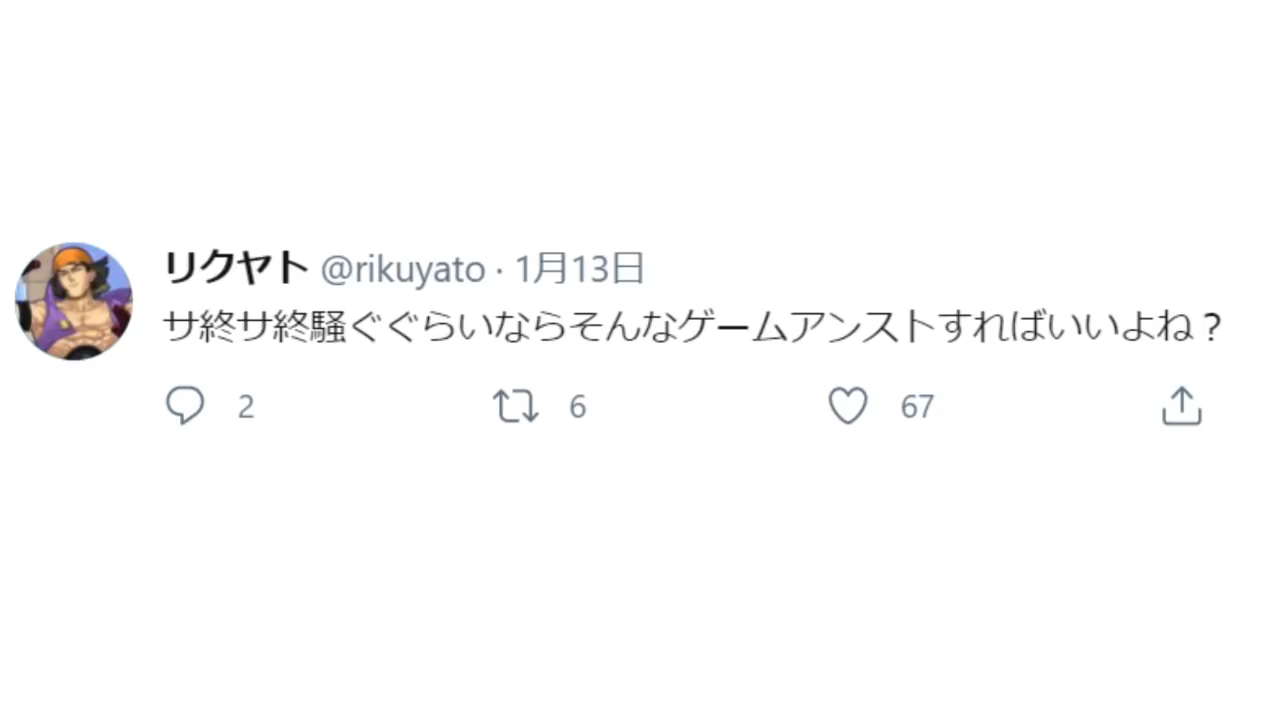 リクヤト @rikuyato · 1月13日
サ終サ終騒ぐぐらいならそんなゲームアンストすればいいよね？
2 6 67